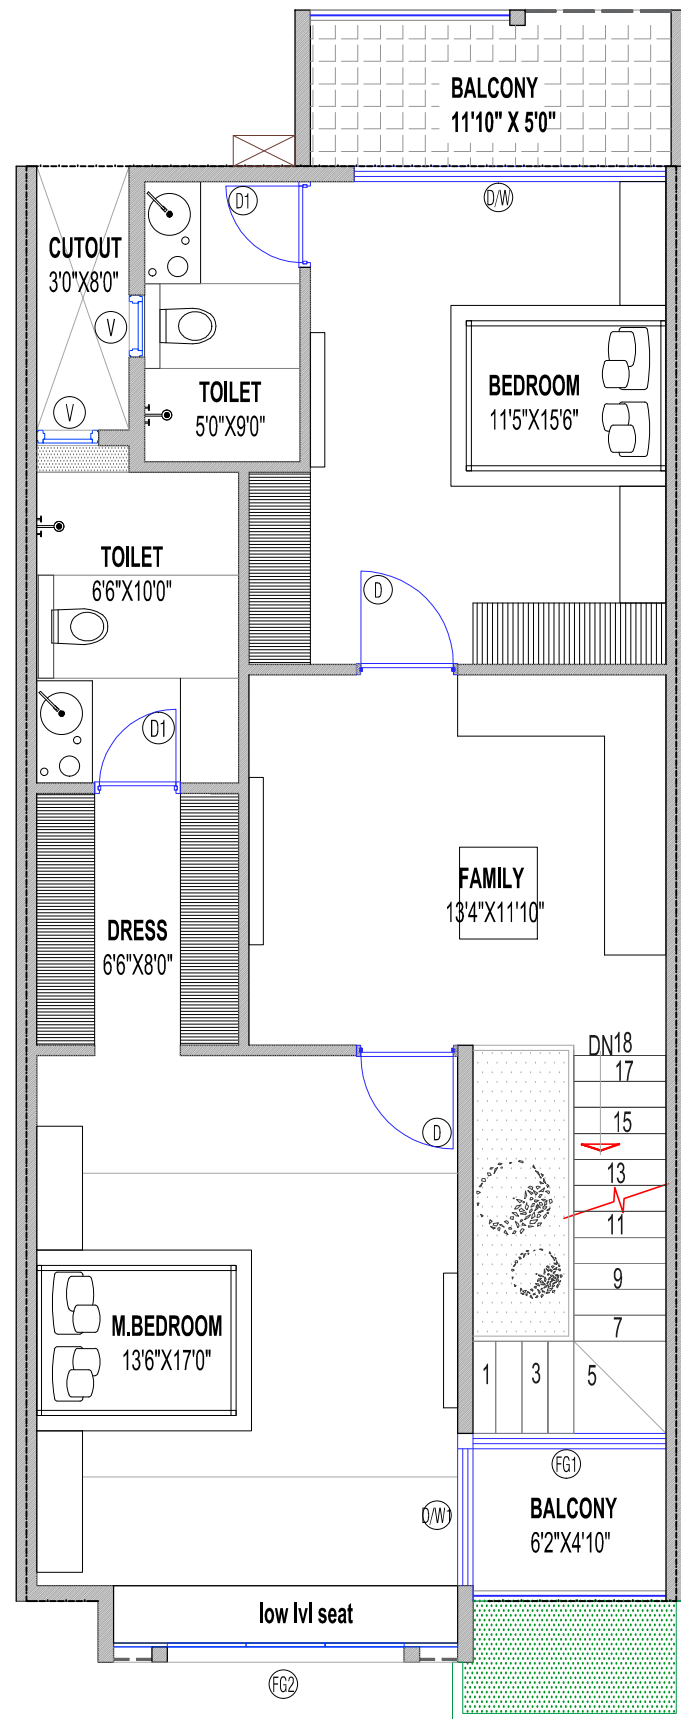 BALCONY
11'10" X 5'0"
D1
D/W
CUTOUT
3'0"X8'0"
V
V
TOILET
5'0"X9'0"
BEDROOM
11'5"X15'6"
TOILET
6'6"X10'0"
D
D1
FAMILY
13'4"X11'10"
DRESS
6'6"X8'0"
DN18
17
15
D
13
11
9
7
M.BEDROOM
13'6"X17'0"
1
3
5
FG1
D/W1
BALCONY
6'2"X4'10"
low lvl seat
FG2